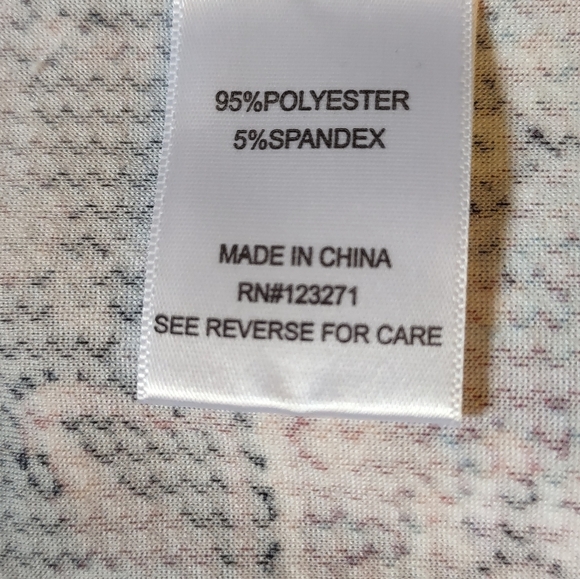 95%POLYESTER
5%SPANDEX
MADE IN CHINA
RN#123271
SEE REVERSE FOR CARE